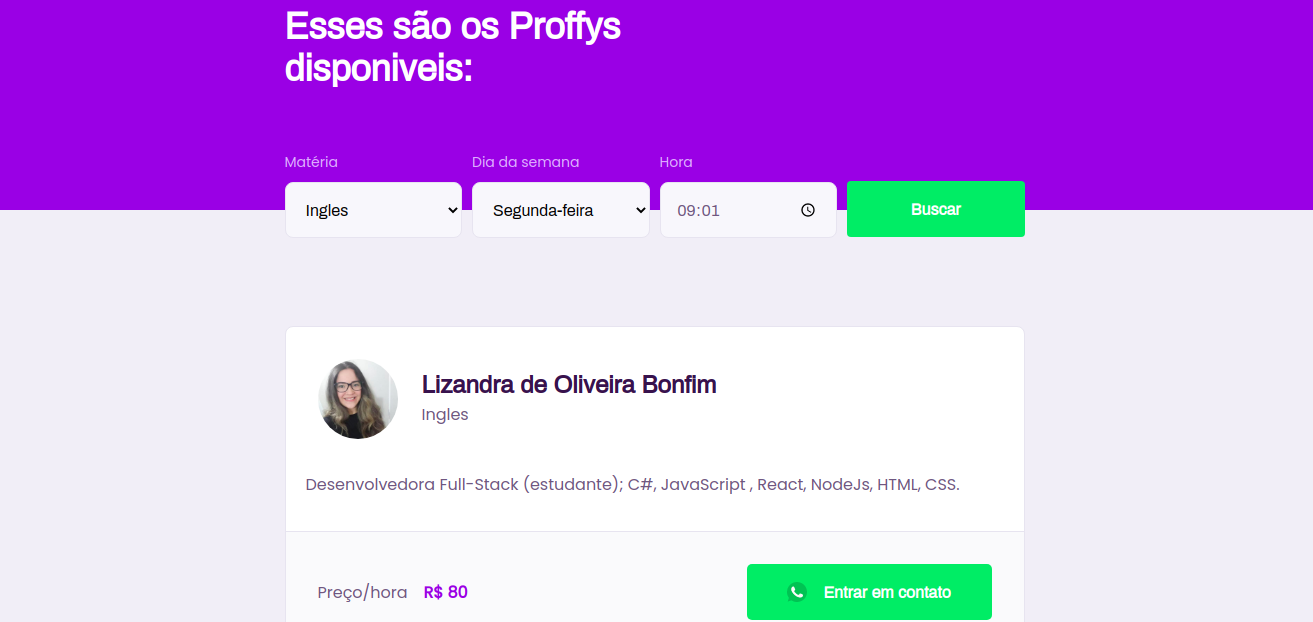 Esses são os Proffys
disponiveis:
Matéria
Dia da semana
Hora
Ingles
Segunda-feira
09:01
Buscar
Lizandra de Oliveira Bonfim
Ingles
Desenvolvedora Full-Stack (estudante); C#, JavaScript , React, NodeJs, HTML, CSS.
Preço/hora
R$ 80
Entrar em contato